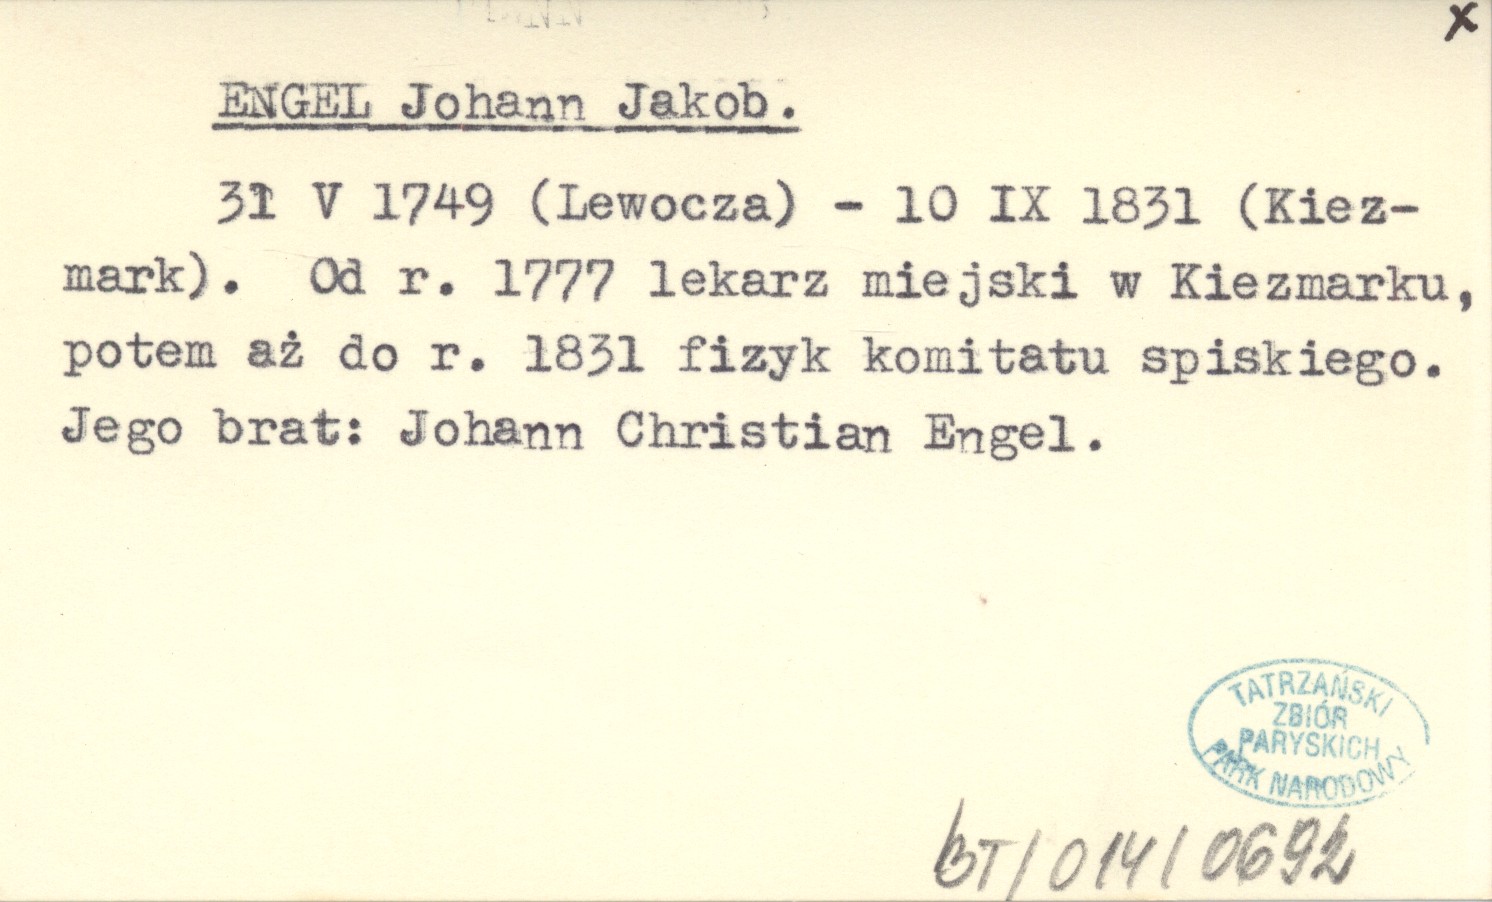 x
ENGEL Johann Jakob.
31 V 1749 (Lewocza) - 10 IX 1831 (Kiez-
mark). Od r. 1777 lekarz miejski w Kiezmarku,
potem aż do r. 1831 fizyk komitatu spiskiego.
Jego brat: Johann Christian Engel.
TATRZAŃSKI
ZBIÓR
PARYSKICH
PARK NARODOWY
BT/014/0692